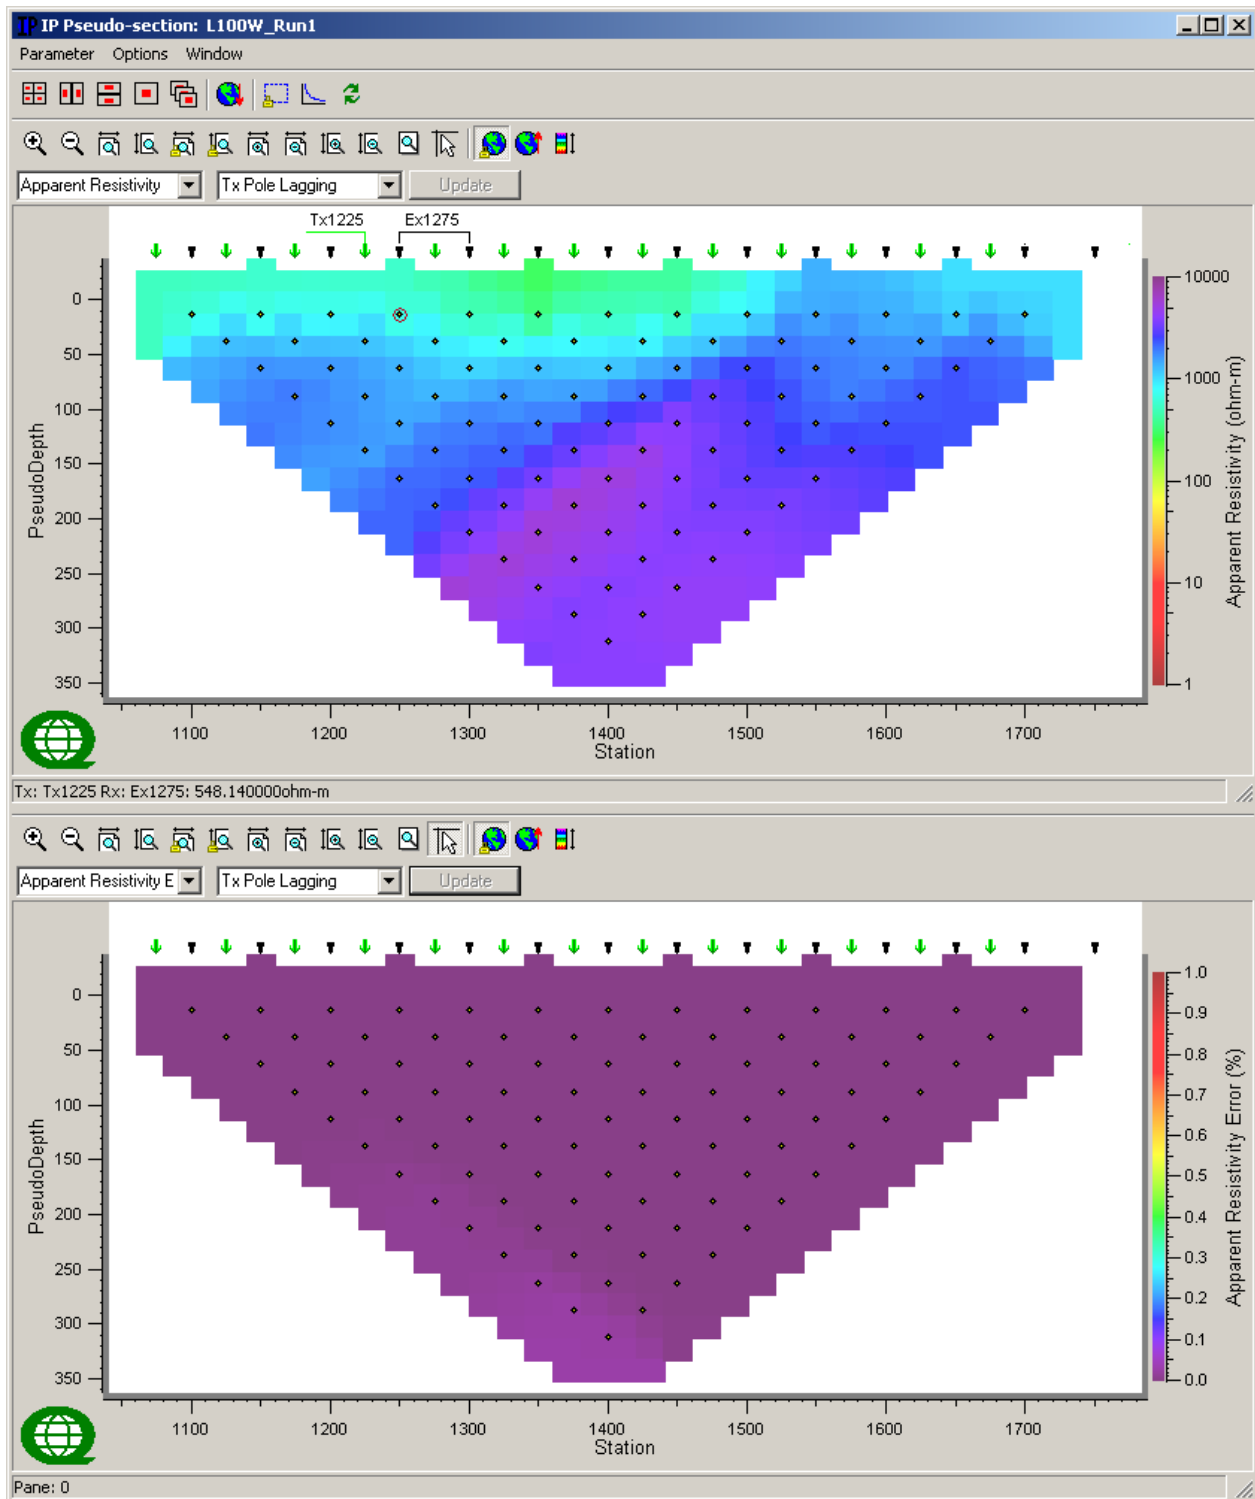 IP Pseudo-section: L100W_Run1
Parameter Options Window
Apparent Resistivity Tx Pole Lagging Update
Tx1225 Ex1275
0
50
100
150
200
250
300
350
PseudoDepth
1100 1200 1300 1400 1500 1600 1700
Station
10000
1000
100
10
1
Apparent Resistivity (ohm-m)
Tx: Tx1225 Rx: Ex1275: 548.140000ohm-m
Apparent Resistivity E Tx Pole Lagging Update
0
50
100
150
200
250
300
350
PseudoDepth
1100 1200 1300 1400 1500 1600 1700
Station
1.0
0.9
0.8
0.7
0.6
0.5
0.4
0.3
0.2
0.1
0.0
Apparent Resistivity Error (%)
Pane: 0